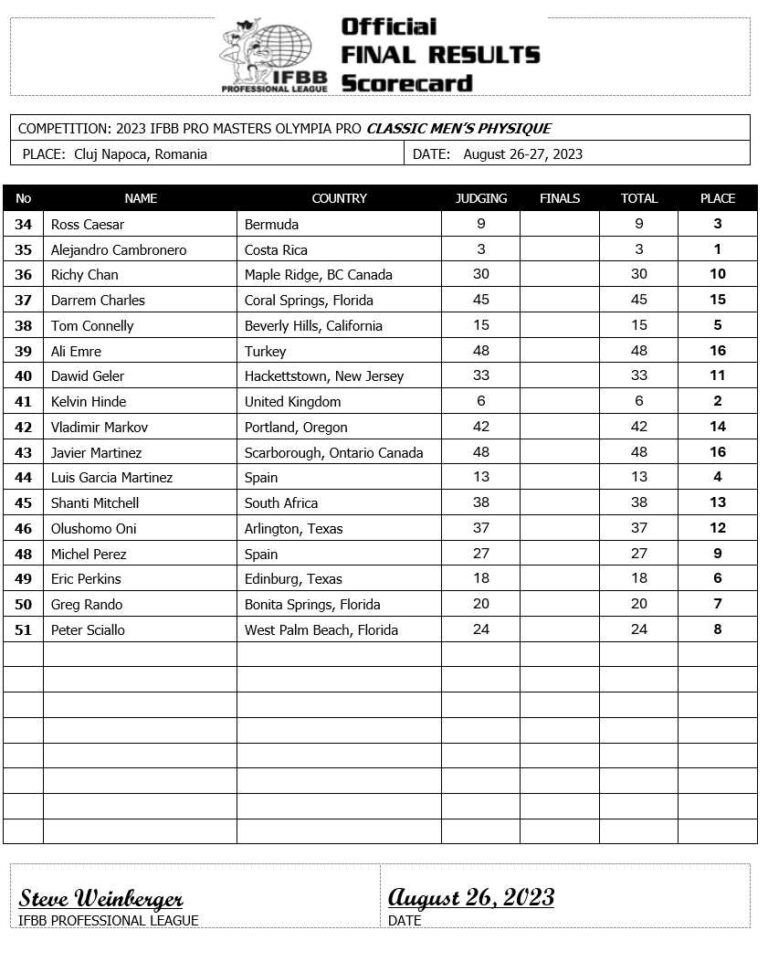 Official
FINAL RESULTS
Scorecard
IFBB
PROFESSIONAL LEAGUE
COMPETITION: 2023 IFBB PRO MASTERS OLYMPIA PRO CLASSIC MEN'S PHYSIQUE
PLACE: Cluj Napoca, Romania DATE: August 26-27, 2023
No NAME COUNTRY JUDGING FINALS TOTAL PLACE
34 Ross Caesar Bermuda 9 9 3
35 Alejandro Cambronero Costa Rica 3 3 1
36 Richy Chan Maple Ridge, BC Canada 30 30 10
37 Darrem Charles Coral Springs, Florida 45 45 15
38 Tom Connelly Beverly Hills, California 15 15 5
39 Ali Emre Turkey 48 48 16
40 Dawid Geler Hackettstown, New Jersey 33 33 11
41 Kelvin Hinde United Kingdom 6 6 2
42 Vladimir Markov Portland, Oregon 42 42 14
43 Javier Martinez Scarborough, Ontario Canada 48 48 16
44 Luis Garcia Martinez Spain 13 13 4
45 Shanti Mitchell South Africa 38 38 13
46 Olushomo Oni Arlington, Texas 37 37 12
48 Michel Perez Spain 27 27 9
49 Eric Perkins Edinburg, Texas 18 18 6
50 Greg Rando Bonita Springs, Florida 20 20 7
51 Peter Sciallo West Palm Beach, Florida 24 24 8
Steve Weinberger August 26, 2023
IFBB PROFESSIONAL LEAGUE DATE